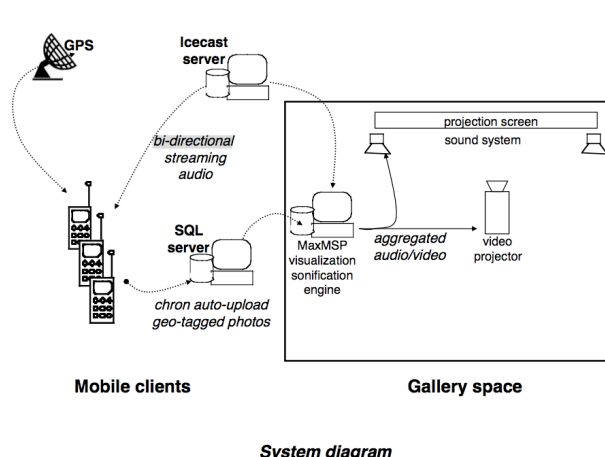 GPS
Icecast
server
bi-directional
streaming
audio
projection screen
sound system
SQL
server
MaxMSP
visualization
sonification
engine
aggregated
audio/video
video
projector
chron auto-upload
geo-tagged photos
Mobile clients
Gallery space
System diagram